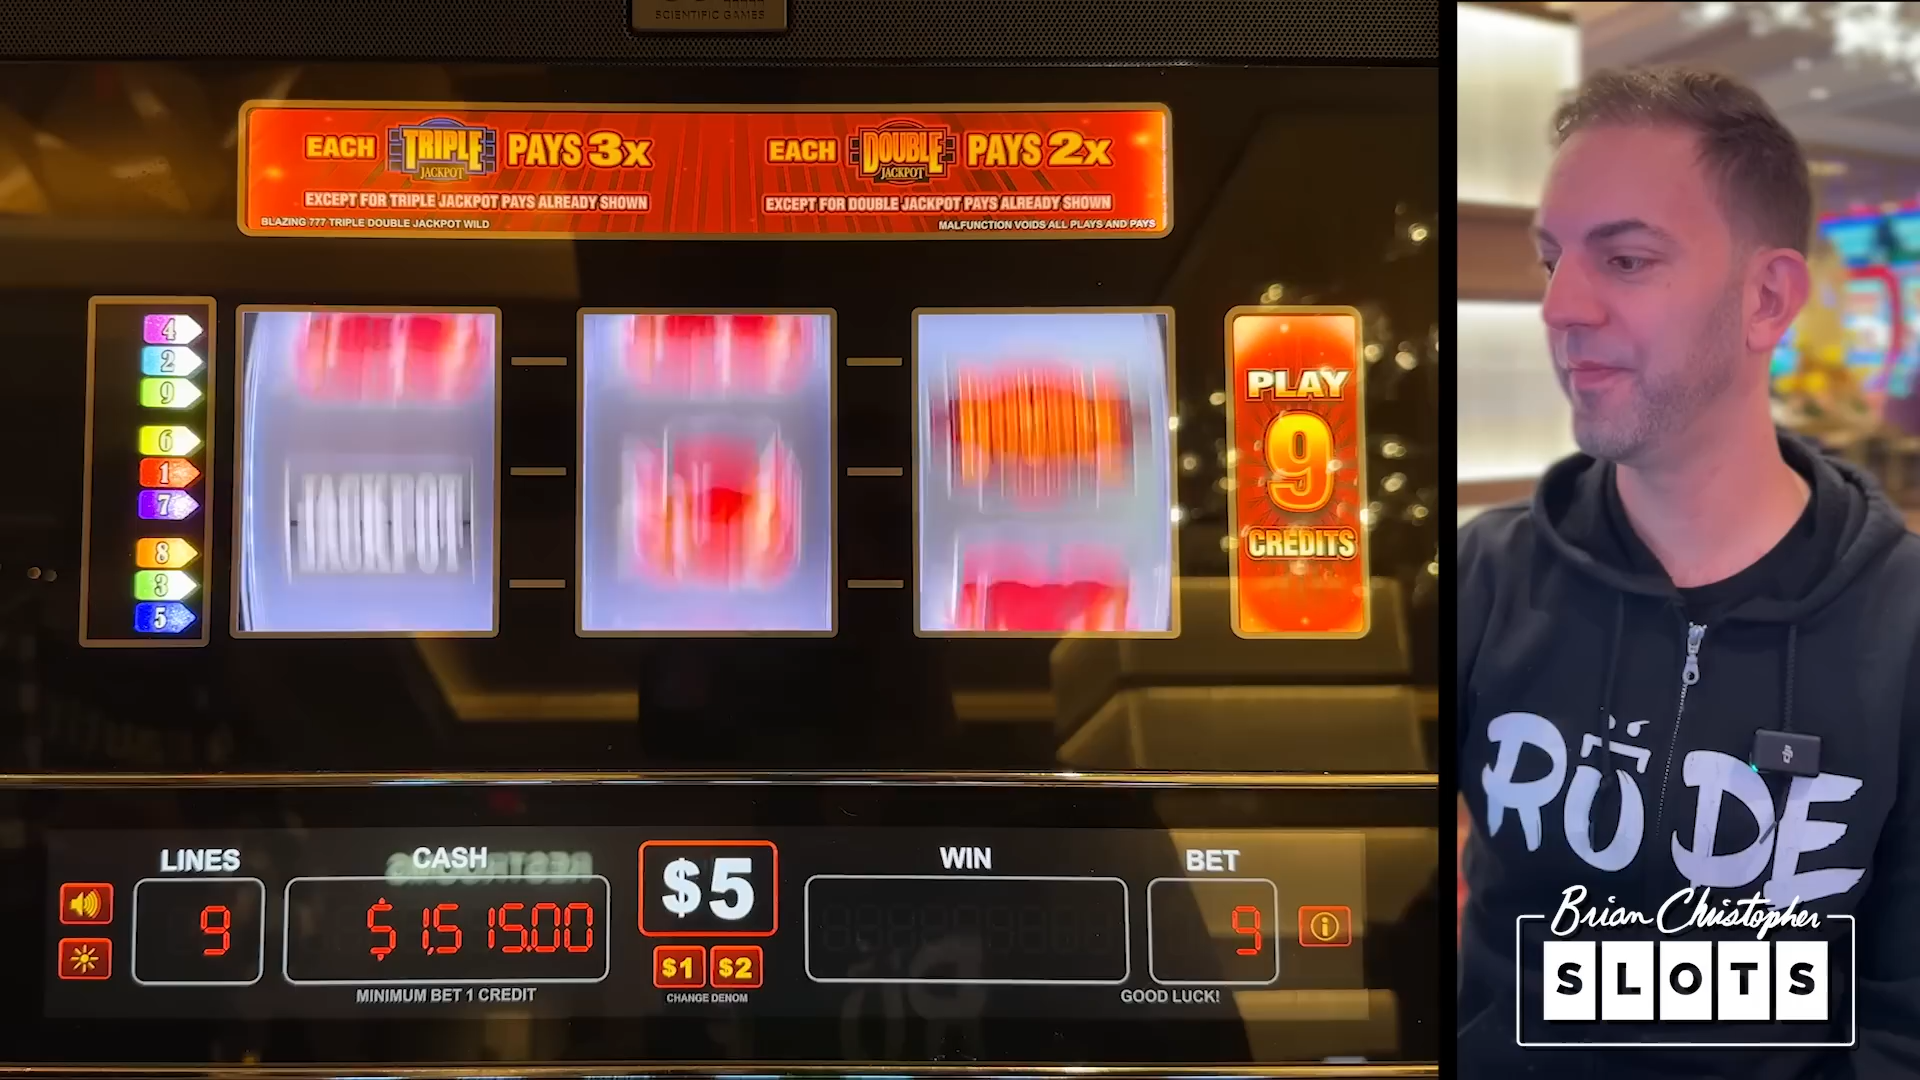 SCIENTIFIC GAMES
EACH TRIPLE JACKPOT PAYS 3x
EXCEPT FOR TRIPLE JACKPOT PAYS ALREADY SHOWN
BLAZING 777 TRIPLE DOUBLE JACKPOT WILD
EACH DOUBLE JACKPOT PAYS 2x
EXCEPT FOR DOUBLE JACKPOT PAYS ALREADY SHOWN
MALFUNCTION VOIDS ALL PLAYS AND PAYS
4
2
9
6
1
7
8
3
5
JACKPOT
PLAY
9
CREDITS
LINES
9
CASH
$1,515.00
MINIMUM BET 1 CREDIT
$5
$1 $2
CHANGE DENOM
WIN
BET
9
GOOD LUCK!
RUDE
Brian Christopher
SLOTS